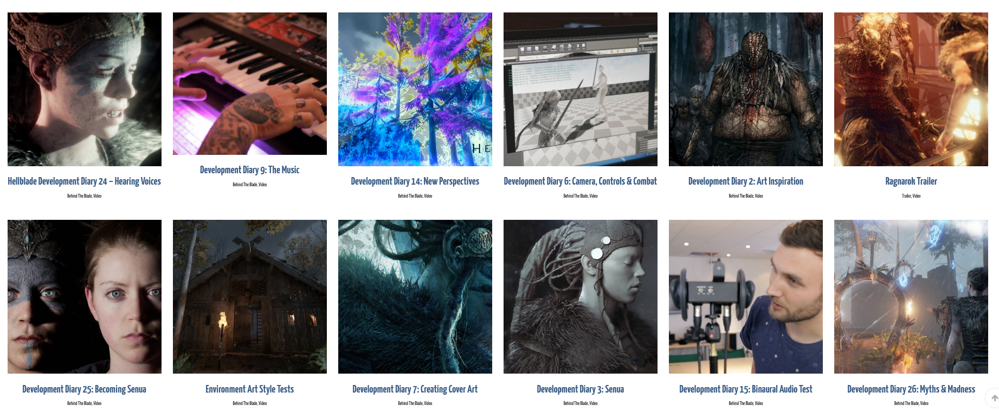 HE
Hellblade Development Diary 24 – Hearing Voices
Behind The Blade, Video
Development Diary 9: The Music
Behind The Blade, Video
Development Diary 14: New Perspectives
Behind The Blade, Video
Development Diary 6: Camera, Controls & Combat
Behind The Blade, Video
Development Diary 2: Art Inspiration
Behind The Blade, Video
Ragnarok Trailer
Trailer, Video
Development Diary 25: Becoming Senua
Behind The Blade, Video
Environment Art Style Tests
Behind The Blade, Video
Development Diary 7: Creating Cover Art
Behind The Blade, Video
Development Diary 3: Senua
Behind The Blade, Video
Development Diary 15: Binaural Audio Test
Behind The Blade, Video
Development Diary 26: Myths & Madness
Behind The Blade, Video